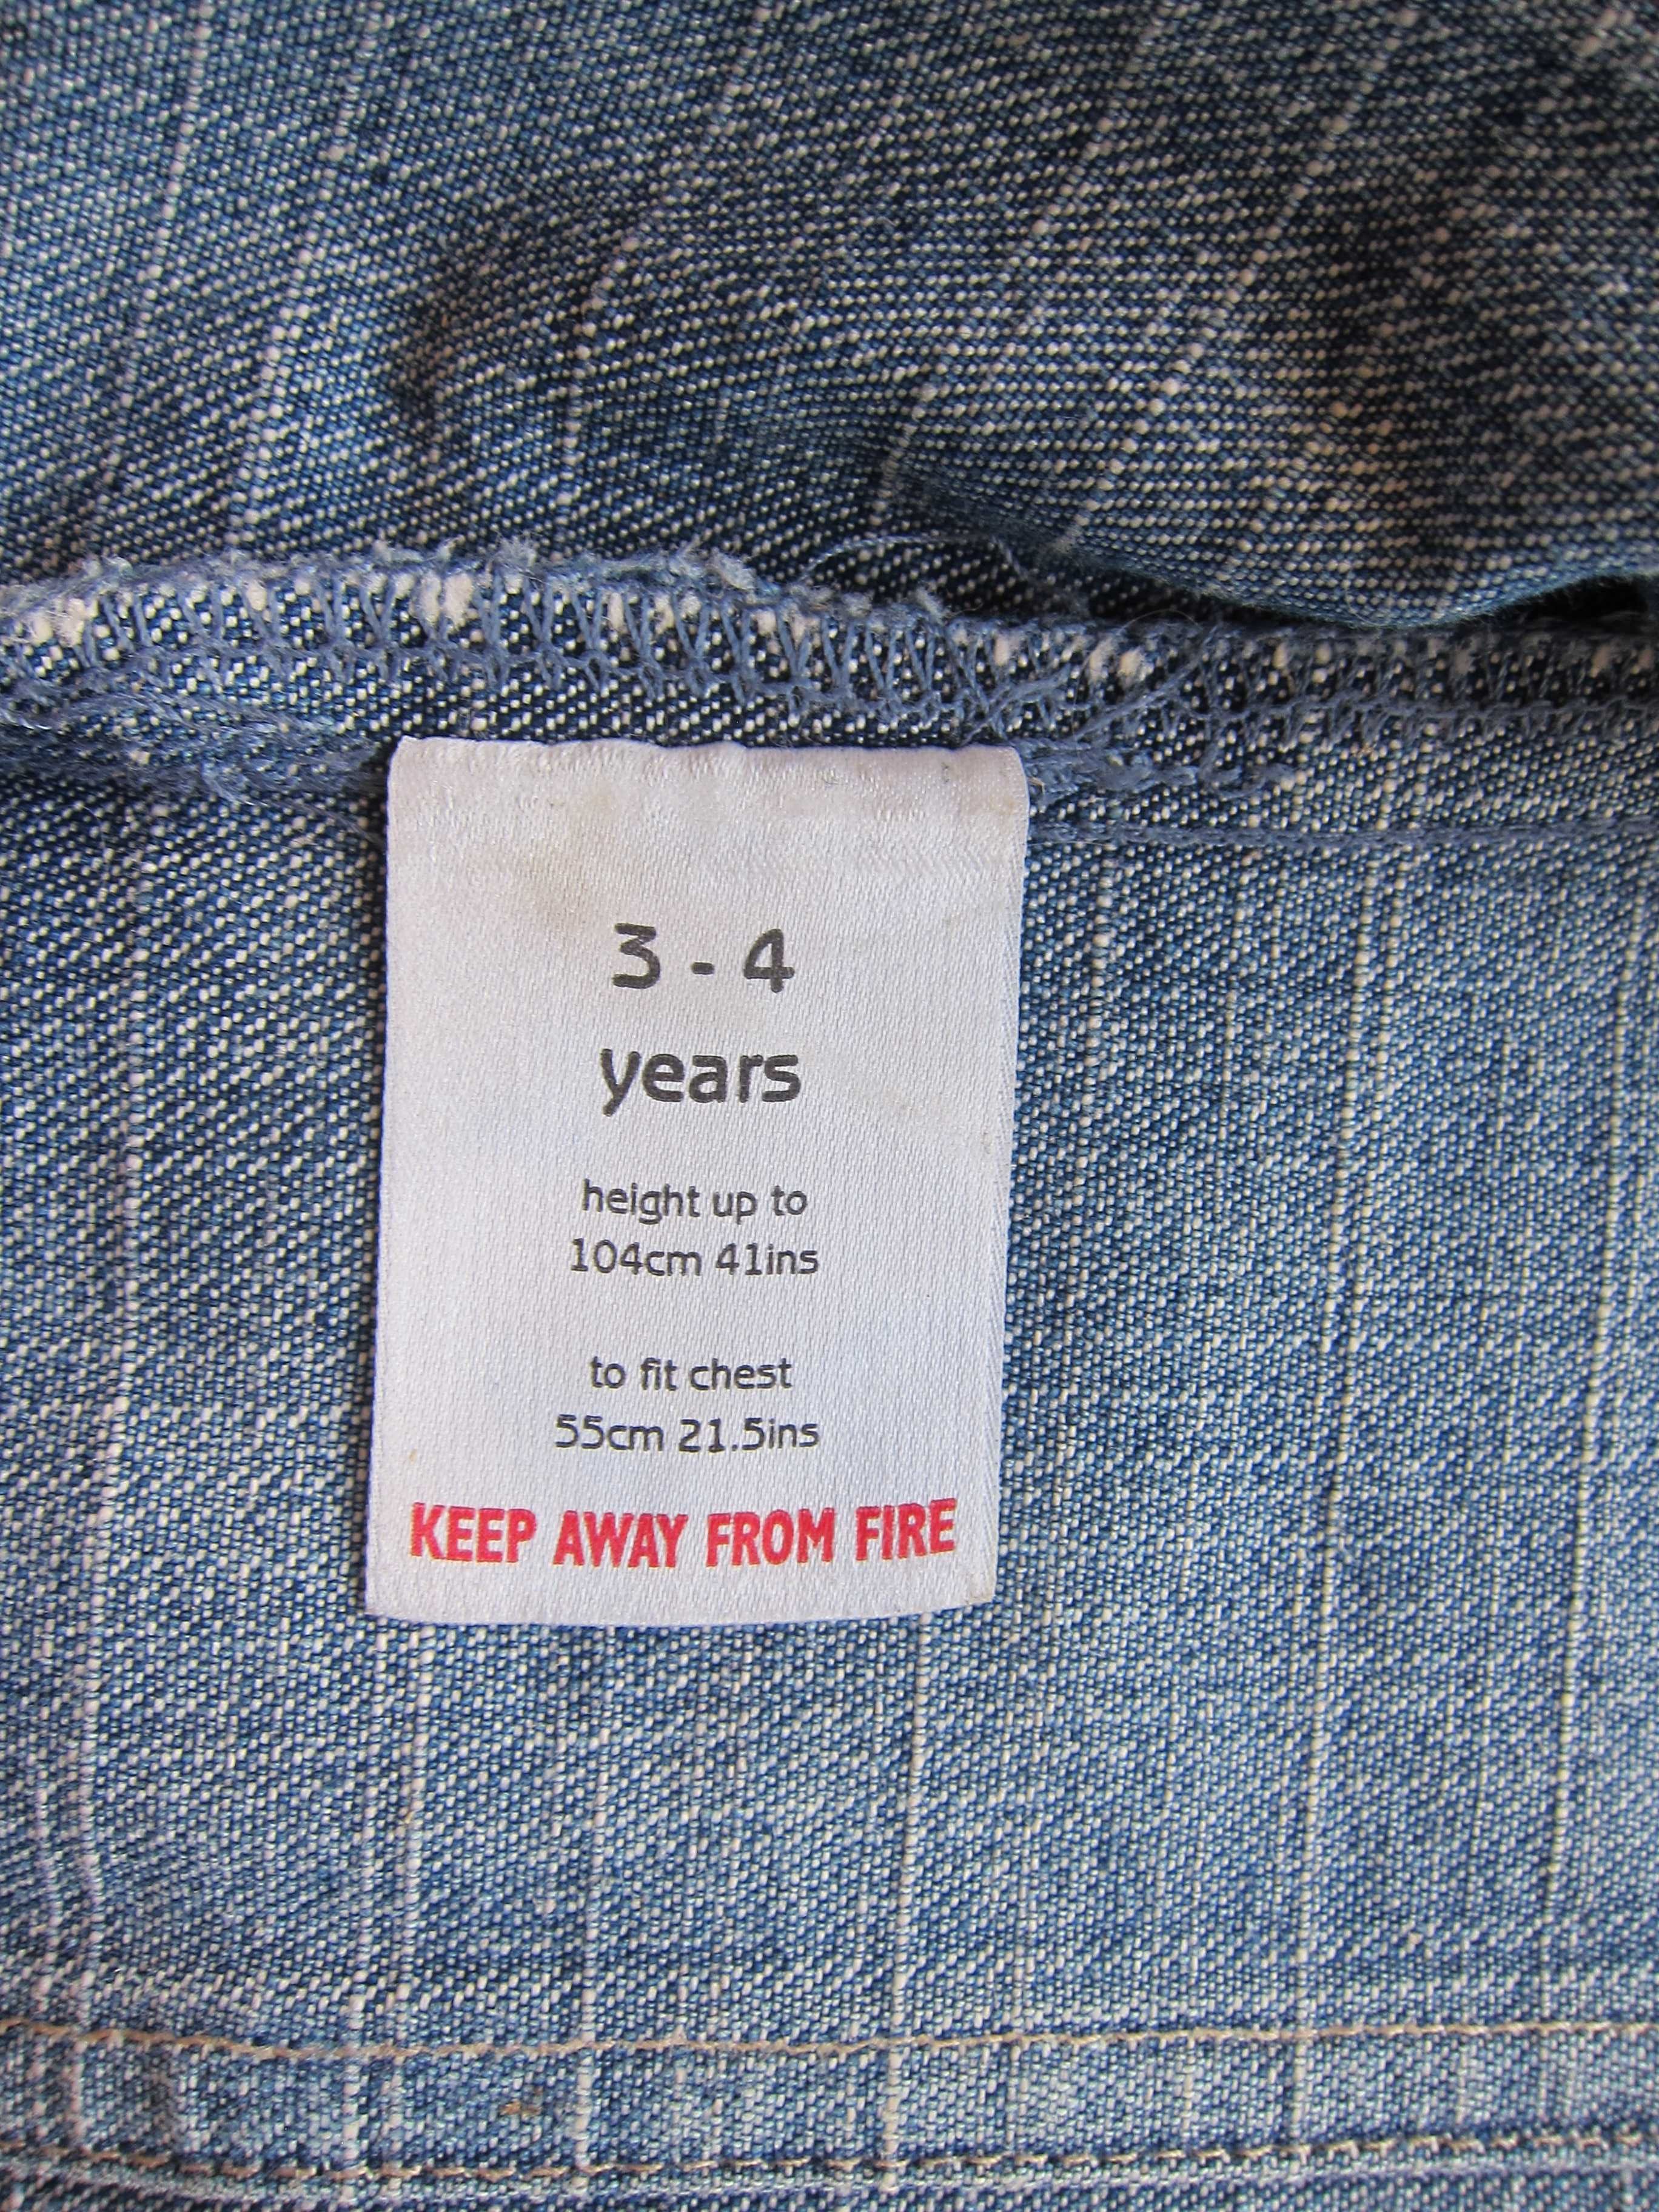 3 - 4
years
height up to
104cm 41ins
to fit chest
55cm 21.5ins
KEEP AWAY FROM FIRE